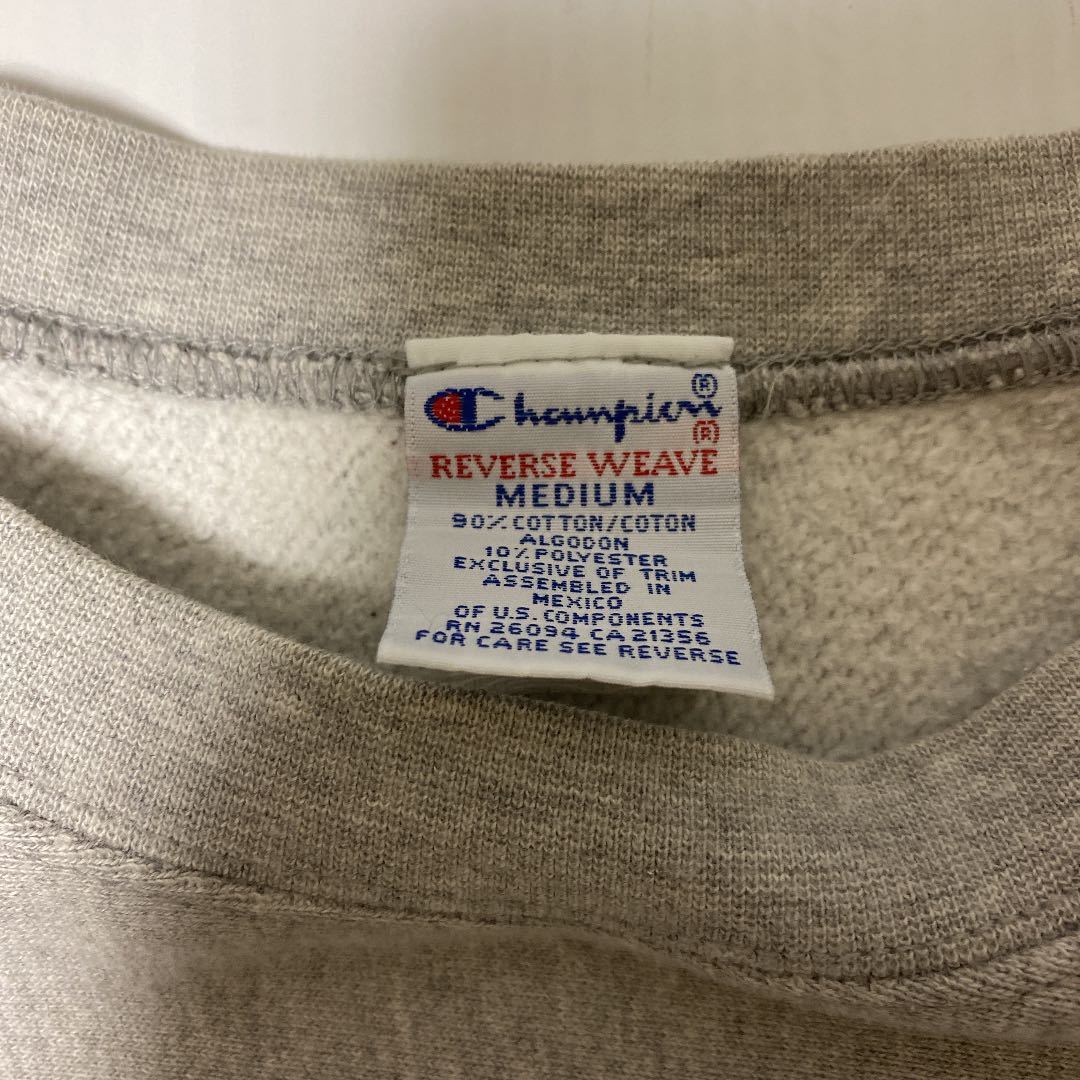 Champion®
®
REVERSE WEAVE
MEDIUM
90% COTTON/COTON
ALGODON
10% POLYESTER
EXCLUSIVE OF TRIM
ASSEMBLED IN
MEXICO
OF U.S. COMPONENTS
RN 26094 CA 21356
FOR CARE SEE REVERSE